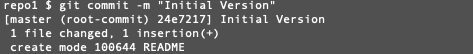 repo1 $ git commit -m "Initial Version"
[master (root-commit) 24e7217] Initial Version
 1 file changed, 1 insertion(+)
 create mode 100644 README